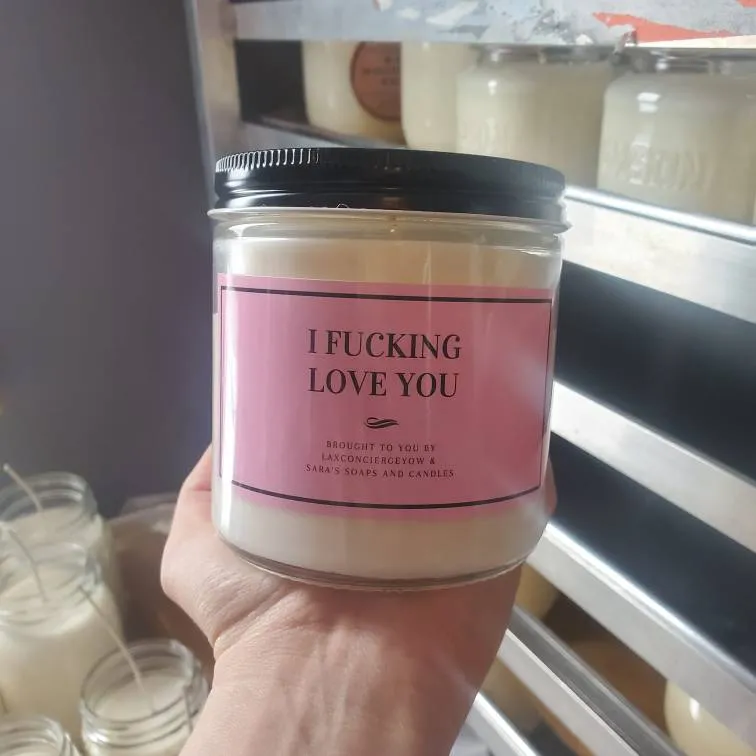 I FUCKING
LOVE YOU
BROUGHT TO YOU BY
LAXCONCIERGEYOW &
SARA'S SOAPS AND CANDLES